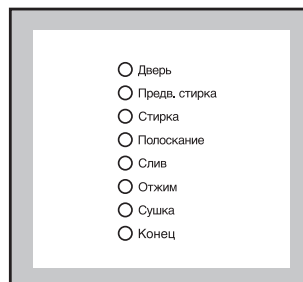 Дверь
Предв. стирка
Стирка
Полоскание
Слив
Отжим
Сушка
Конец